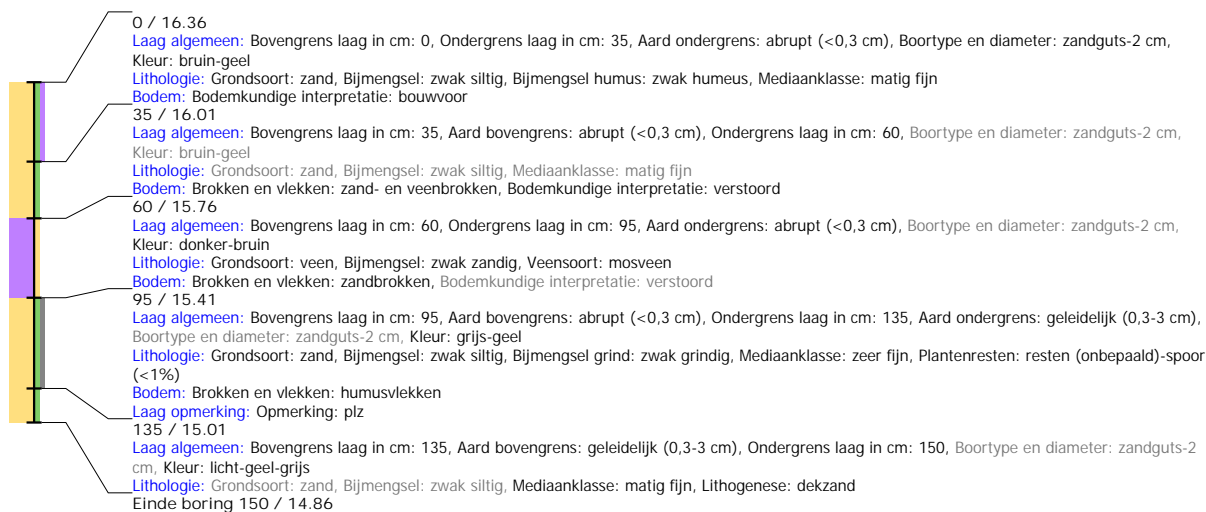 0 / 16.36
Laag algemeen: Bovengrens laag in cm: 0, Ondergrens laag in cm: 35, Aard ondergrens: abrupt (<0,3 cm), Boortype en diameter: zandguts-2 cm,
Kleur: bruin-geel
Lithologie: Grondsoort: zand, Bijmengsel: zwak siltig, Bijmengsel humus: zwak humeus, Mediaanklasse: matig fijn
Bodem: Bodemkundige interpretatie: bouwvoor
35 / 16.01
Laag algemeen: Bovengrens laag in cm: 35, Aard bovengrens: abrupt (<0,3 cm), Ondergrens laag in cm: 60, Boortype en diameter: zandguts-2 cm,
Kleur: bruin-geel
Lithologie: Grondsoort: zand, Bijmengsel: zwak siltig, Mediaanklasse: matig fijn
Bodem: Brokken en vlekken: zand- en veenbrokken, Bodemkundige interpretatie: verstoord
60 / 15.76
Laag algemeen: Bovengrens laag in cm: 60, Ondergrens laag in cm: 95, Aard ondergrens: abrupt (<0,3 cm), Boortype en diameter: zandguts-2 cm,
Kleur: donker-bruin
Lithologie: Grondsoort: veen, Bijmengsel: zwak zandig, Veensoort: mosveen
Bodem: Brokken en vlekken: zandbrokken, Bodemkundige interpretatie: verstoord
95 / 15.41
Laag algemeen: Bovengrens laag in cm: 95, Aard bovengrens: abrupt (<0,3 cm), Ondergrens laag in cm: 135, Aard ondergrens: geleidelijk (0,3-3 cm),
Boortype en diameter: zandguts-2 cm, Kleur: grijs-geel
Lithologie: Grondsoort: zand, Bijmengsel: zwak siltig, Bijmengsel grind: zwak grindig, Mediaanklasse: zeer fijn, Plantenresten: resten (onbepaald)-spoor
(<1%)
Bodem: Brokken en vlekken: humusvlekken
Laag opmerking: Opmerking: plz
135 / 15.01
Laag algemeen: Bovengrens laag in cm: 135, Aard bovengrens: geleidelijk (0,3-3 cm), Ondergrens laag in cm: 150, Boortype en diameter: zandguts-2
cm, Kleur: licht-geel-grijs
Lithologie: Grondsoort: zand, Bijmengsel: zwak siltig, Mediaanklasse: matig fijn, Lithogenese: dekzand
Einde boring 150 / 14.86